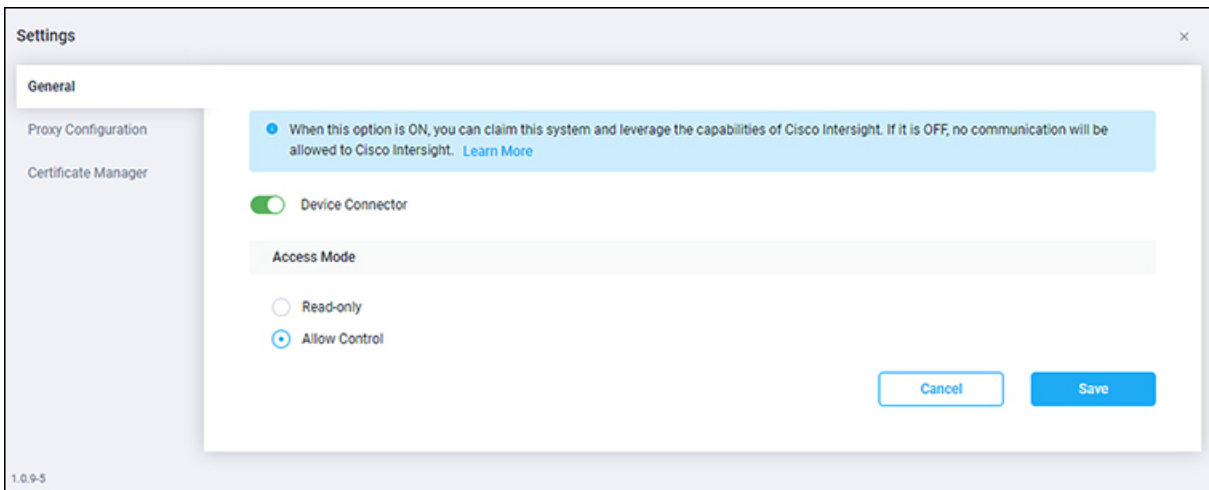 Settings
General
Proxy Configuration
Certificate Manager
When this option is ON, you can claim this system and leverage the capabilities of Cisco Intersight. If it is OFF, no communication will be
allowed to Cisco Intersight. Learn More
Device Connector
Access Mode
Read-only
Allow Control
Cancel
Save
1.0.9-5